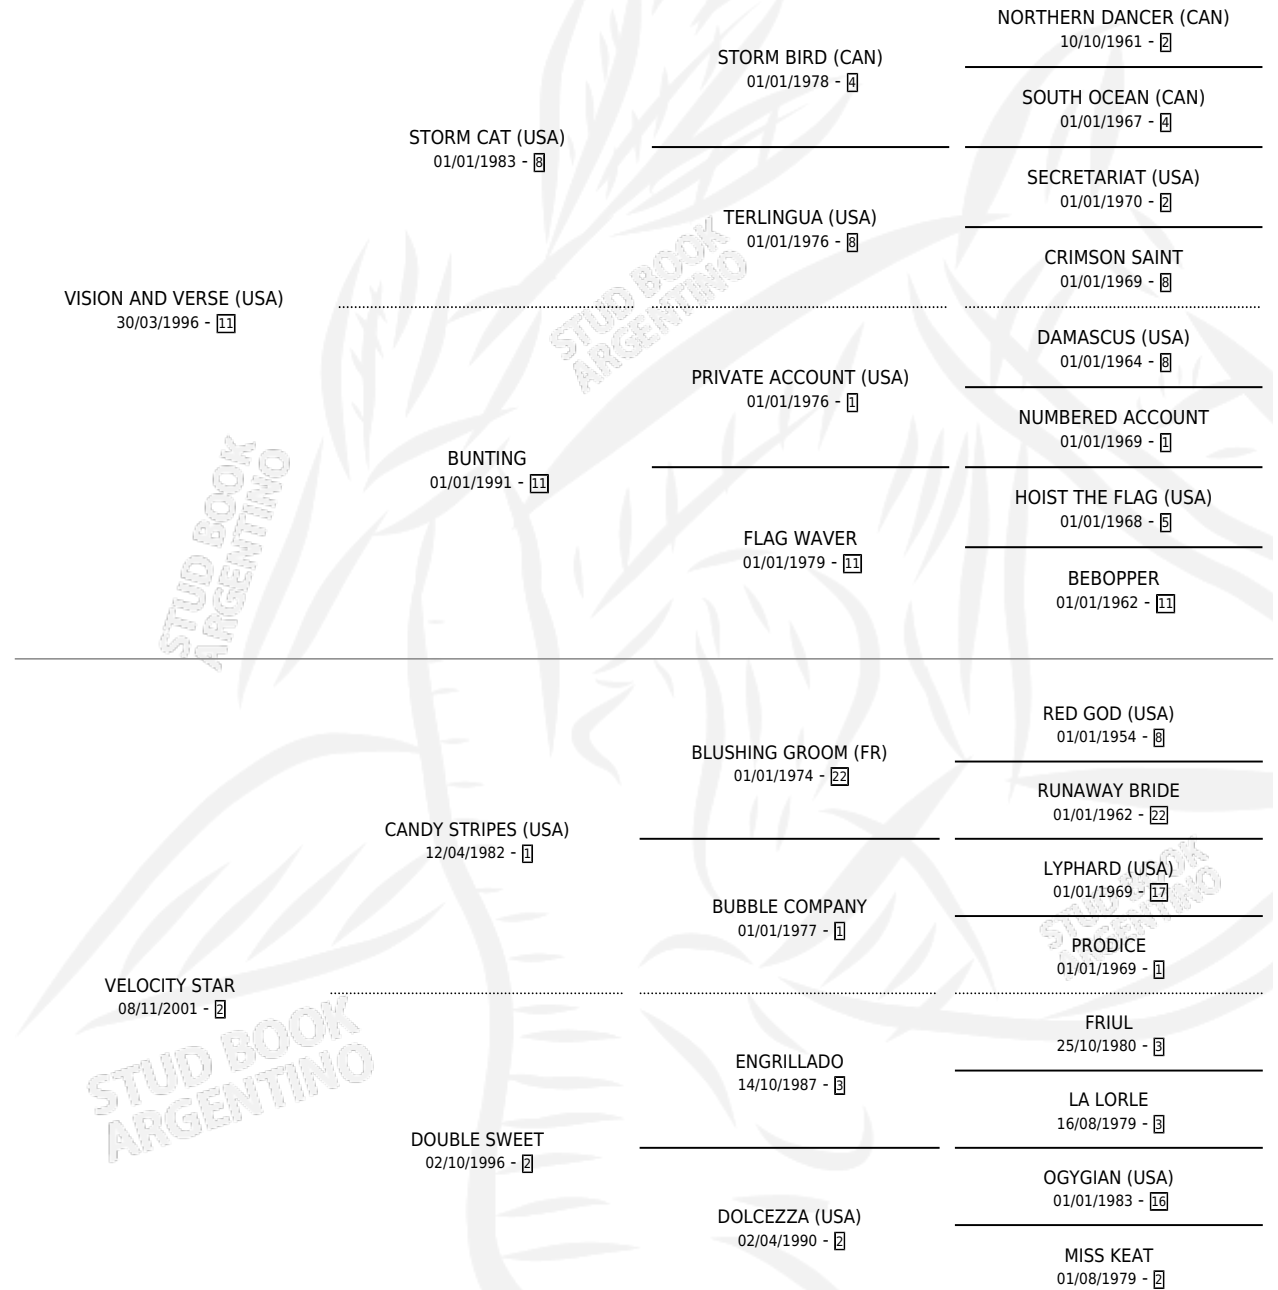 NORTHERN DANCER (CAN)
10/10/1961 - 2
STORM BIRD (CAN)
01/01/1978 - 4
SOUTH OCEAN (CAN)
01/01/1967 - 4
STORM CAT (USA)
01/01/1983 - 8
SECRETARIAT (USA)
01/01/1970 - 2
TERLINGUA (USA)
01/01/1976 - 8
CRIMSON SAINT
01/01/1969 - 8
VISION AND VERSE (USA)
30/03/1996 - 11
DAMASCUS (USA)
01/01/1964 - 8
PRIVATE ACCOUNT (USA)
01/01/1976 - 1
NUMBERED ACCOUNT
01/01/1969 - 1
BUNTING
01/01/1991 - 11
HOIST THE FLAG (USA)
01/01/1968 - 5
FLAG WAVER
01/01/1979 - 11
BEBOPPER
01/01/1962 - 11
RED GOD (USA)
01/01/1954 - 8
BLUSHING GROOM (FR)
01/01/1974 - 22
RUNAWAY BRIDE
01/01/1962 - 22
CANDY STRIPES (USA)
12/04/1982 - 1
LYPHARD (USA)
01/01/1969 - 17
BUBBLE COMPANY
01/01/1977 - 1
PRODICE
01/01/1969 - 1
VELOCITY STAR
08/11/2001 - 2
FRIUL
25/10/1980 - 3
ENGRILLADO
14/10/1987 - 3
LA LORLE
16/08/1979 - 3
DOUBLE SWEET
02/10/1996 - 2
OGYGIAN (USA)
01/01/1983 - 16
DOLCEZZA (USA)
02/04/1990 - 2
MISS KEAT
01/08/1979 - 2
STUD BOOK
ARGENTINO
STUD BOOK
ARGENTINO
STUD BOOK
ARGENTINO
STUD BOOK
ARGENTINO